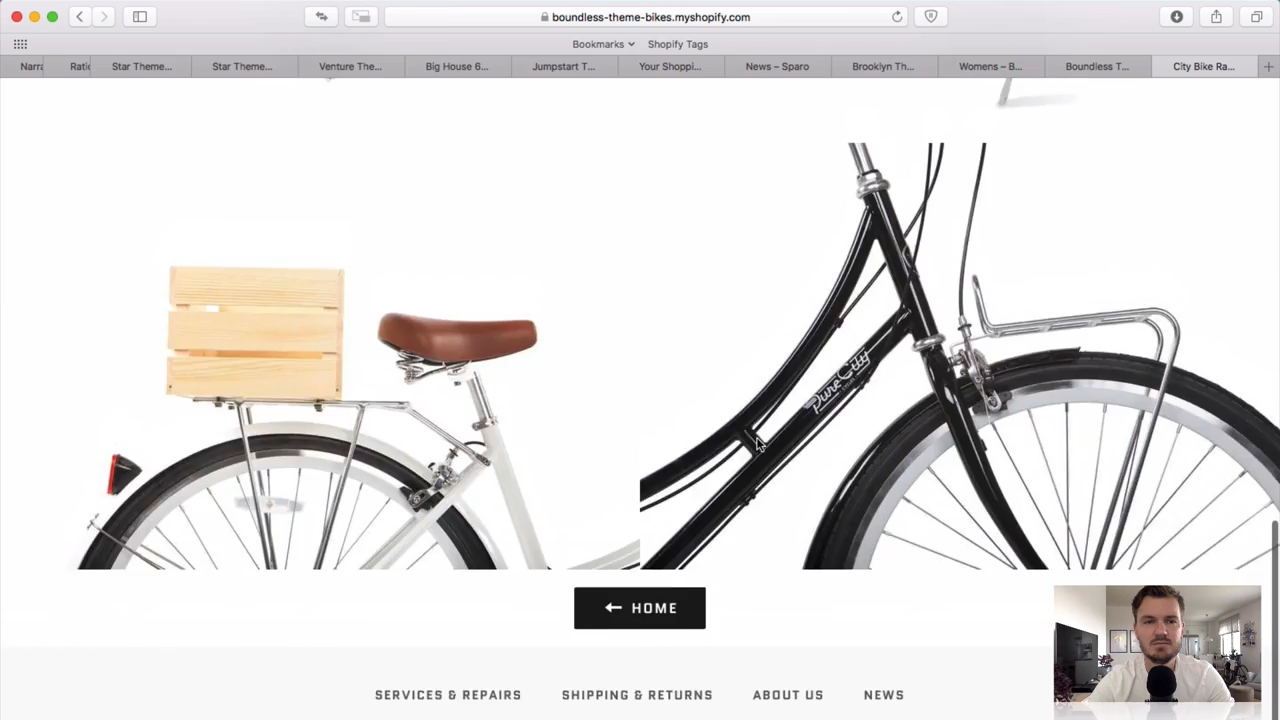 boundless-theme-bikes.myshopify.com
Bookmarks Shopify Tags
Narra Ratio Star Theme... Star Theme... Venture The... Big House 6... Jumpstart T... Your Shoppi... News – Sparo Brooklyn Th... Womens – B... Boundless T... City Bike Ra...
Pure City
HOME
SERVICES & REPAIRS SHIPPING & RETURNS ABOUT US NEWS